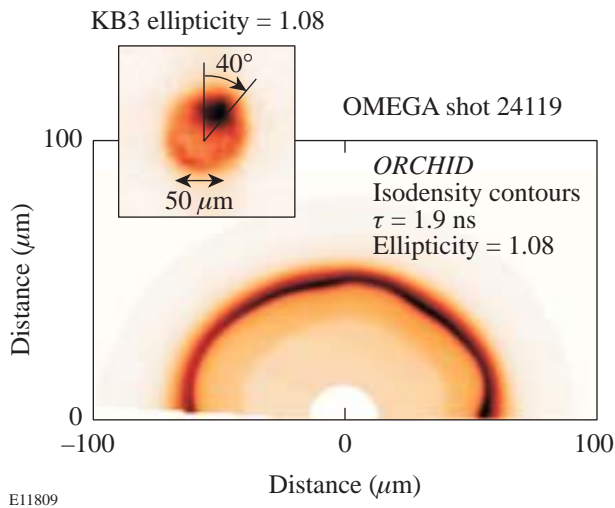 KB3 ellipticity = 1.08
40°
50 μm
OMEGA shot 24119
ORCHID
Isodensity contours
τ = 1.9 ns
Ellipticity = 1.08
100
Distance (μm)
0
–100
0
100
Distance (μm)
E11809